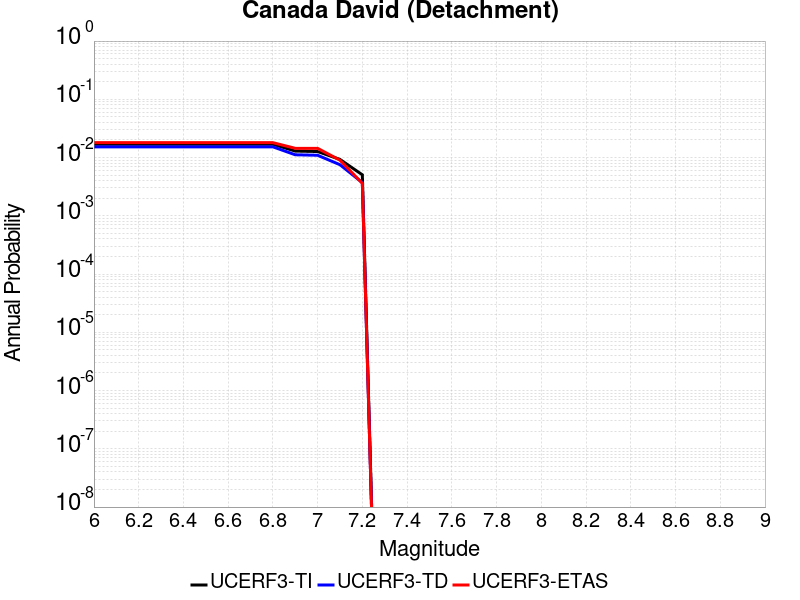 Canada David (Detachment)
10^0
10^-1
10^-2
10^-3
10^-4
10^-5
10^-6
10^-7
10^-8
Annual Probability
6 6.2 6.4 6.6 6.8 7 7.2 7.4 7.6 7.8 8 8.2 8.4 8.6 8.8 9
Magnitude
UCERF3-TI UCERF3-TD UCERF3-ETAS